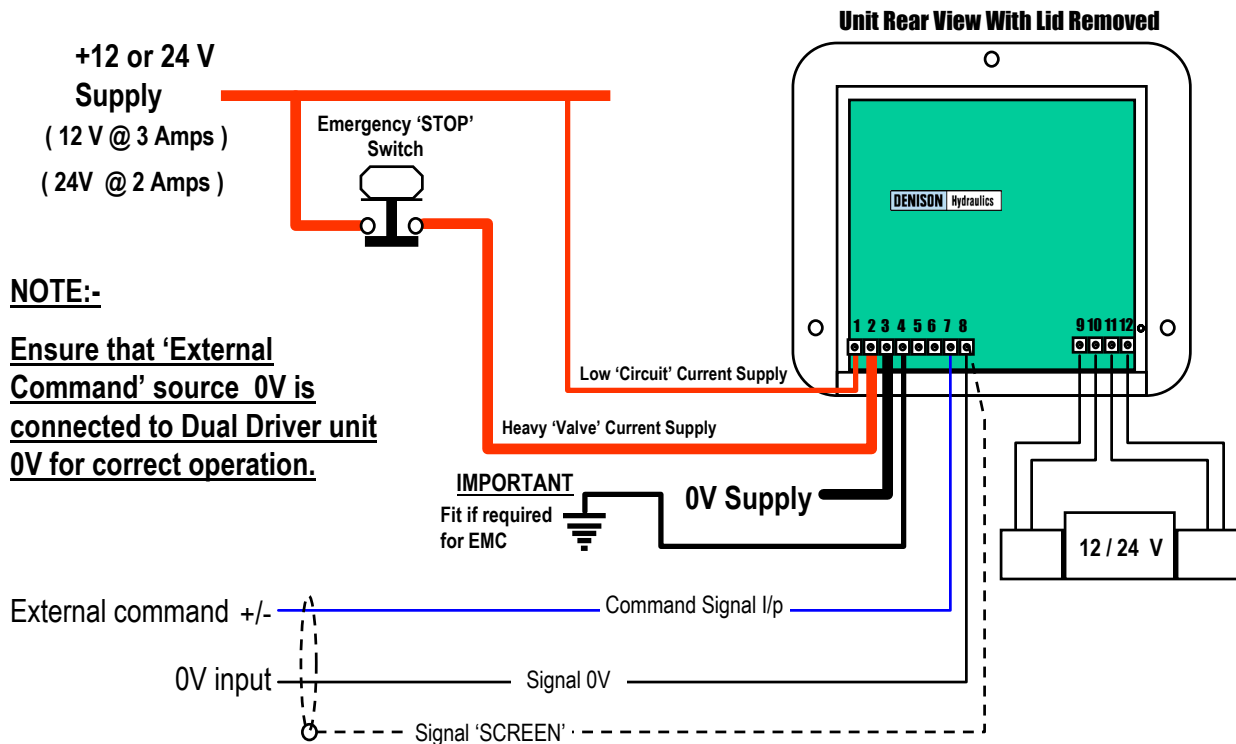 Unit Rear View With Lid Removed
+12 or 24 V
Supply
( 12 V @ 3 Amps )
( 24V @ 2 Amps )
Emergency ‘STOP’
Switch
DENISON Hydraulics
NOTE:-
Ensure that ‘External
Command’ source 0V is
connected to Dual Driver unit
0V for correct operation.
1 2 3 4 5 6 7 8
9 10 11 12
Low ‘Circuit’ Current Supply
Heavy ‘Valve’ Current Supply
IMPORTANT
Fit if required
for EMC
0V Supply
12 / 24 V
External command +/-
Command Signal I/p
0V input
Signal 0V
Signal ‘SCREEN’